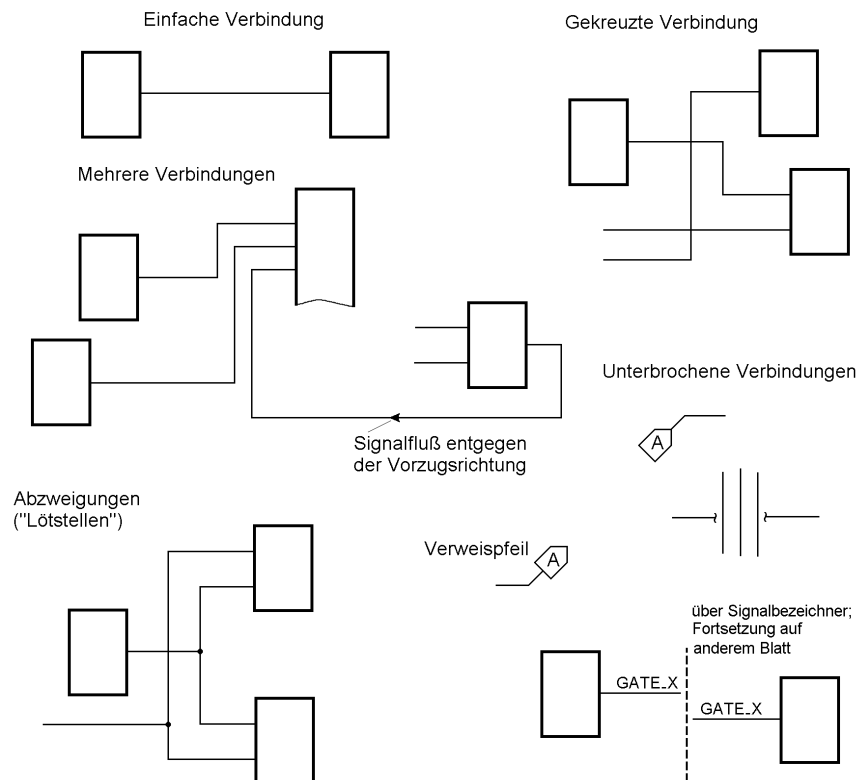 Einfache Verbindung
Gekreuzte Verbindung
Mehrere Verbindungen
Unterbrochene Verbindungen
A
Signalfluß entgegen
der Vorzugsrichtung
Abzweigungen
("Lötstellen")
Verweispfeil
A
über Signalbezeichner;
Fortsetzung auf
anderem Blatt
GATE_X
GATE_X